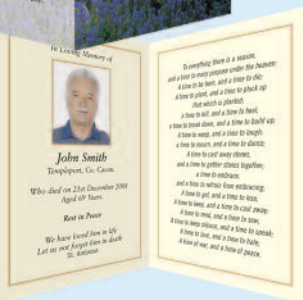 In Loving Memory of
John Smith
Templeport, Co. Cavan.
Who died on 21st December 2004
Aged 69 Years.
Rest in Peace
We have loved him in life
Let us not forget him in death
St. Ambrose
To everything there is a season,
and a time to every purpose under the heaven:
A time to be born, and a time to die;
A time to plant, and a time to pluck up
that which is planted;
A time to kill, and a time to heal,
a time to break down, and a time to build up;
A time to weep, and a time to laugh,
a time to mourn, and a time to dance;
A time to cast away stones,
and a time to gather stones together;
a time to embrace,
and a time to refrain from embracing;
A time to get, and a time to lose,
A time to keep, and a time to cast away;
A time to rend, and a time to sew,
A time to keep silence, and a time to speak;
A time to love, and a time to hate;
A time of war, and a time of peace.